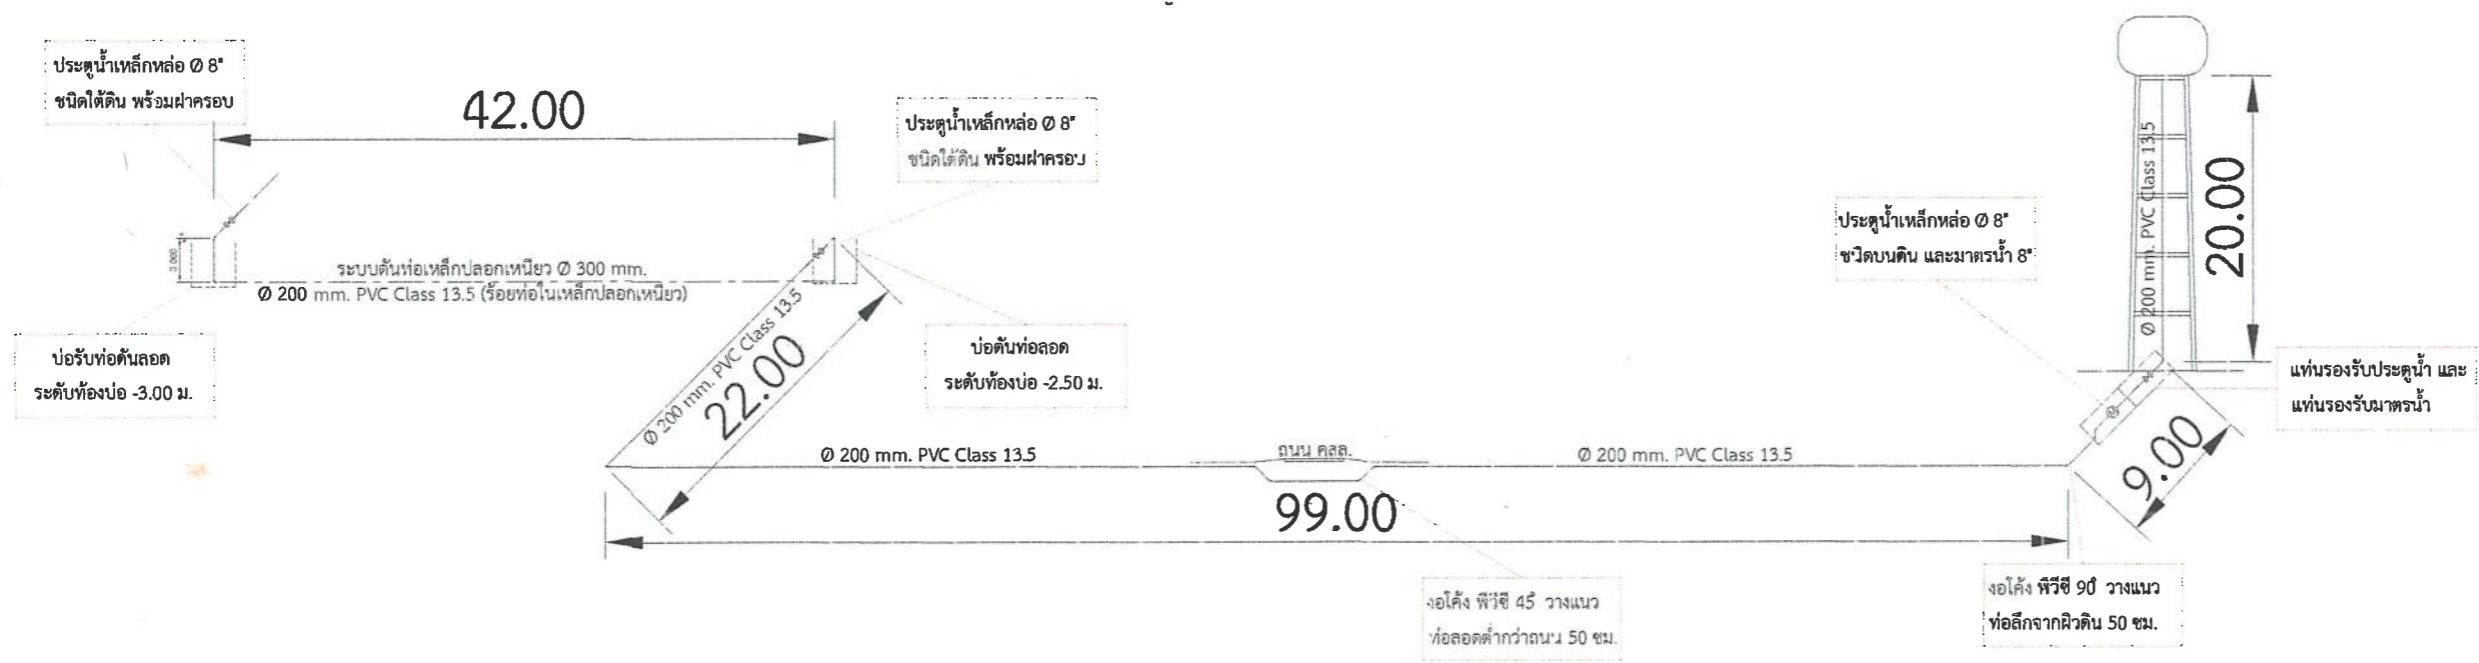 ประตูน้ำเหล็กหล่อ Ø 8"
ชนิดใต้ดิน พร้อมฝาครอบ
42.00
ประตูน้ำเหล็กหล่อ Ø 8"
ชนิดใต้ดิน พร้อมฝาครอบ
3.000
ระบบดันท่อเหล็กปลอกเหนียว Ø 300 mm.
Ø 200 mm. PVC Class 13.5 (ร้อยท่อในเหล็กปลอกเหนียว)
บ่อรับท่อดันลอด
ระดับท้องบ่อ -3.00 ม.
Ø 200 mm. PVC Class 13.5
22.00
บ่อดันท่อลอด
ระดับท้องบ่อ -2.50 ม.
ประตูน้ำเหล็กหล่อ Ø 8"
ชนิดบนดิน และมาตรน้ำ 8"
Ø 200 mm. PVC Class 13.5
20.00
แท่นรองรับประตูน้ำ และ
แท่นรองรับมาตรน้ำ
9.00
Ø 200 mm. PVC Class 13.5
ถนน คสล.
Ø 200 mm. PVC Class 13.5
99.00
งอโค้ง พีวีซี 45° วางแนว
ท่อลอดต่ำกว่าถนน 50 ซม.
งอโค้ง พีวีซี 90° วางแนว
ท่อลึกจากผิวดิน 50 ซม.